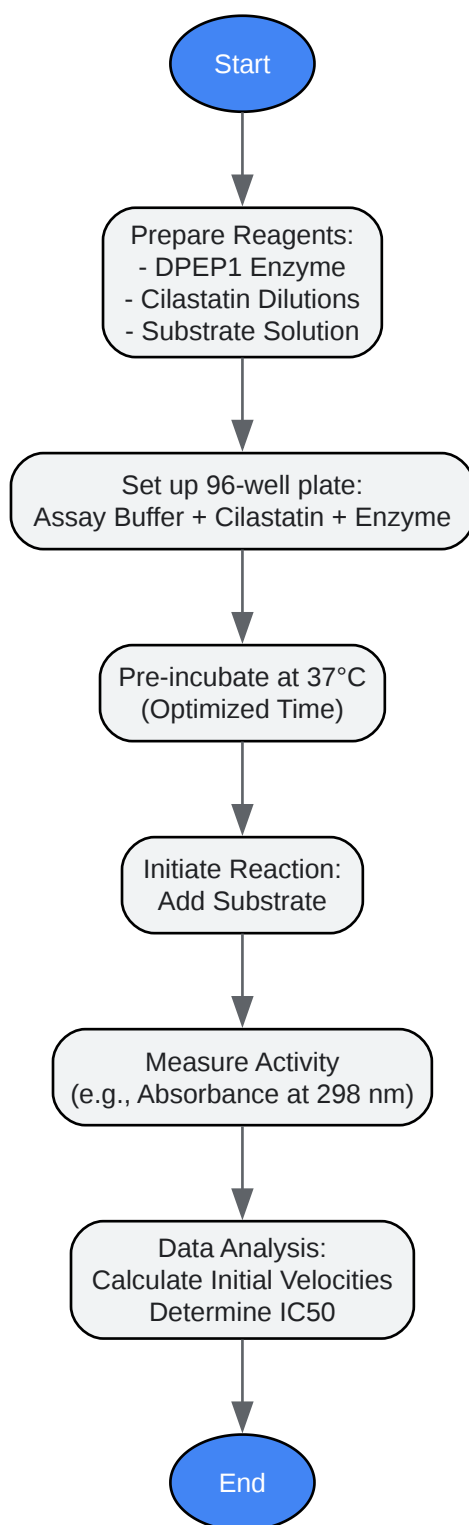 Start
Prepare Reagents:
- DPEP1 Enzyme
- Cilastatin Dilutions
- Substrate Solution
Set up 96-well plate:
Assay Buffer + Cilastatin + Enzyme
Pre-incubate at 37°C
(Optimized Time)
Initiate Reaction:
Add Substrate
Measure Activity
(e.g., Absorbance at 298 nm)
Data Analysis:
Calculate Initial Velocities
Determine IC50
End